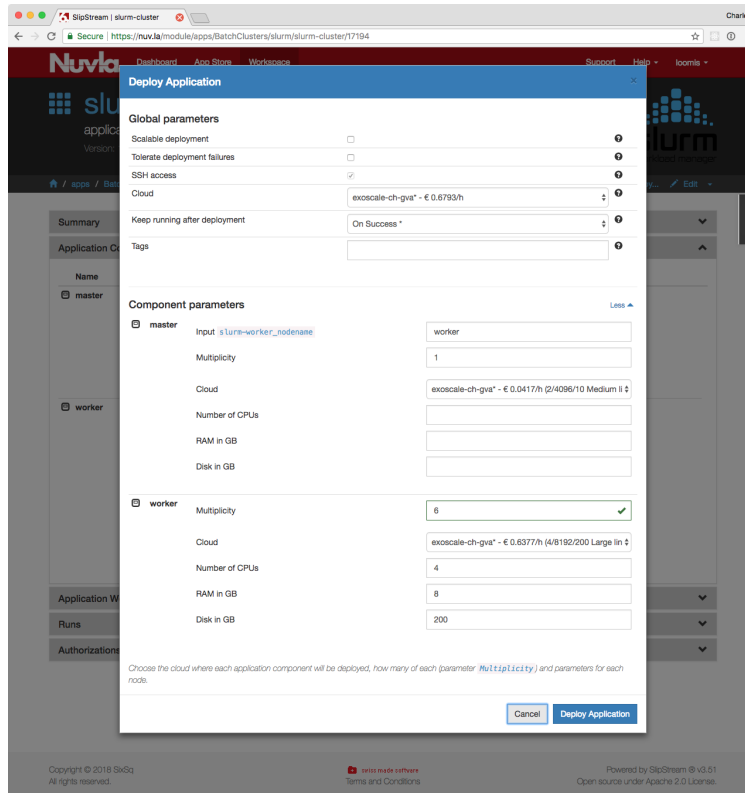 SlipStream | slurm-cluster
Secure | https://nuv.la/module/apps/BatchClusters/slurm/slurm-cluster/17194
Nuvla Dashboard App Store Workspace Support Help loomis
Deploy Application ×
Global parameters
Scalable deployment
Tolerate deployment failures
SSH access
Cloud exoscale-ch-gva* - € 0.6793/h
Keep running after deployment On Success *
Tags
Component parameters Less
master
Input slurm-worker_nodename worker
Multiplicity 1
Cloud exoscale-ch-gva* - € 0.0417/h (2/4096/10 Medium li
Number of CPUs
RAM in GB
Disk in GB
worker
Multiplicity 6
Cloud exoscale-ch-gva* - € 0.6377/h (4/8192/200 Large lin
Number of CPUs 4
RAM in GB 8
Disk in GB 200
Choose the cloud where each application component will be deployed, how many of each (parameter Multiplicity) and parameters for each
node.
Cancel Deploy Application
slu
applica
Version:
slurm
/ apps / Batc
Edit
Summary
Application Co
Name
master
worker
Application W
Runs
Authorizations
Copyright © 2018 SixSq swiss made software Powered by SlipStream ® v3.51
All rights reserved. Terms and Conditions Open source under Apache 2.0 License.